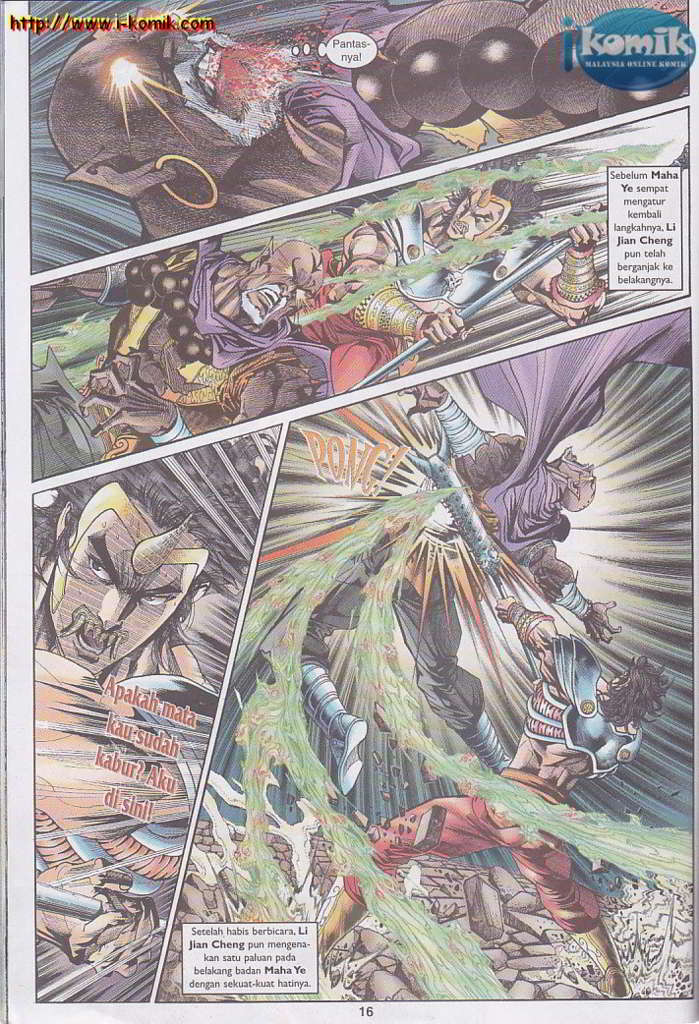 http://www.i-komik.com
ikomik
MALAYSIA ONLINE KOMIK
Pantas-
nya!
Sebelum Maha
Ye sempat
mengatur
kembali
langkahnya, Li
Jian Cheng
pun telah
berganjak ke
belakangnya.
PONG!
Apakah mata
kau sudah
kabur? Aku
di sini!
Setelah habis berbicara, Li
Jian Cheng pun mengena-
kan satu paluan pada
belakang badan Maha Ye
dengan sekuat-kuat hatinya.
16